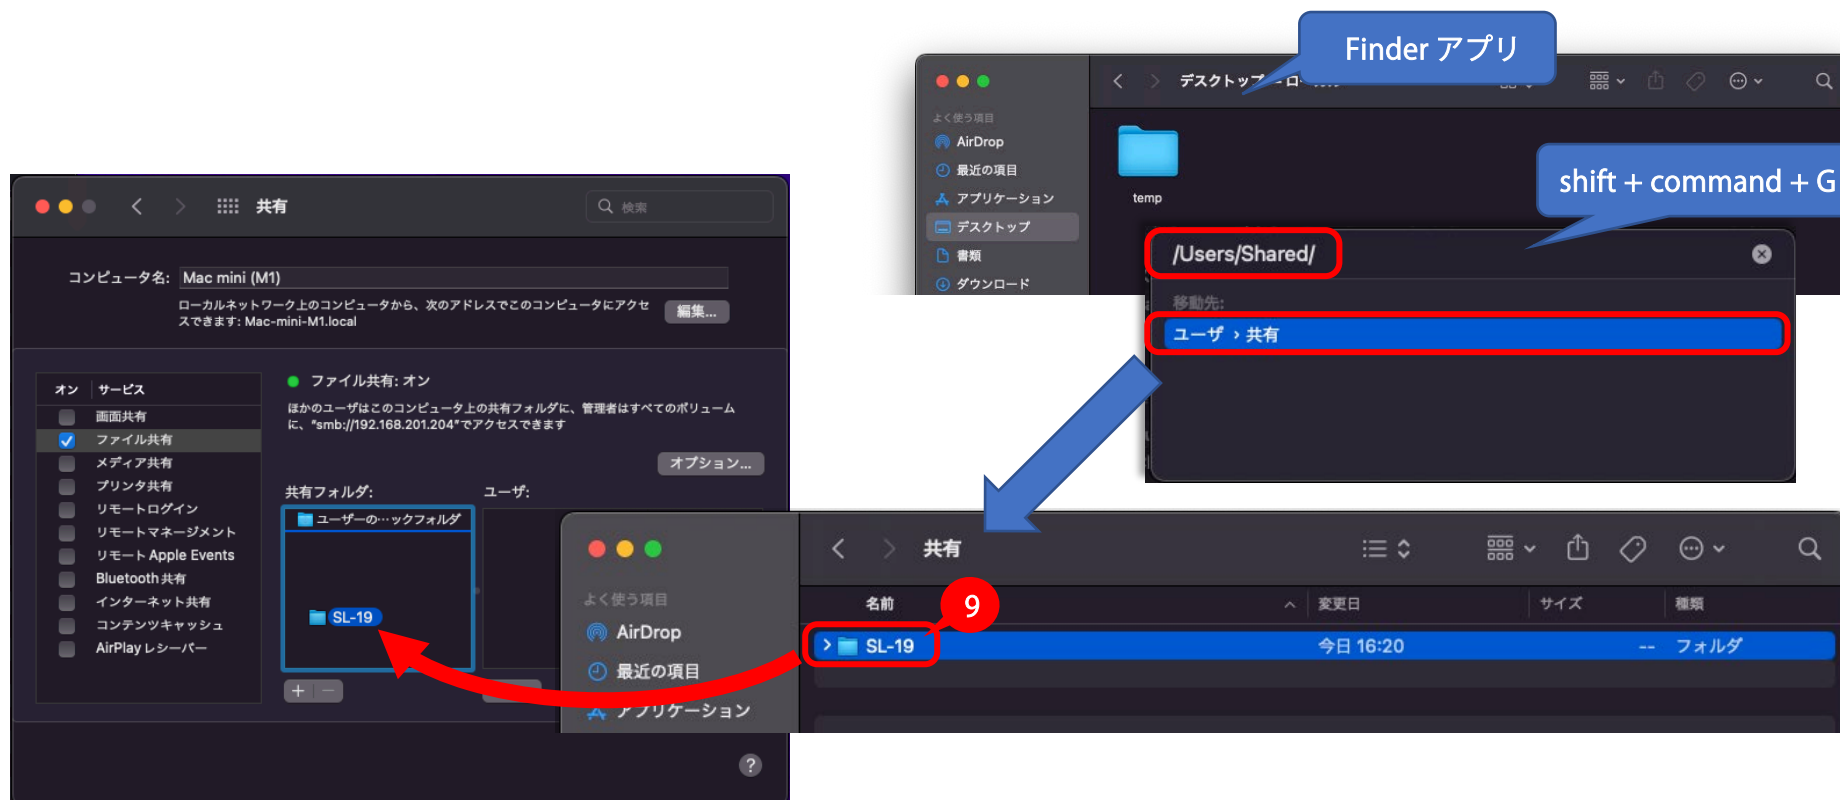 Finder アプリ
デスクトップ
よく使う項目
AirDrop
最近の項目
アプリケーション
デスクトップ
書類
ダウンロード
temp
shift + command + G
/Users/Shared/
移動先:
ユーザ › 共有
共有
検索
コンピュータ名: Mac mini (M1)
ローカルネットワーク上のコンピュータから、次のアドレスでこのコンピュータにアクセ
スできます: Mac-mini-M1.local
編集...
オン サービス
画面共有
ファイル共有
メディア共有
プリンタ共有
リモートログイン
リモートマネージメント
リモート Apple Events
Bluetooth 共有
インターネット共有
コンテンツキャッシュ
AirPlay レシーバー
ファイル共有: オン
ほかのユーザはこのコンピュータ上の共有フォルダに、管理者はすべてのボリューム
に、"smb://192.168.201.204"でアクセスできます
オプション...
共有フォルダ:
ユーザ:
ユーザーの…ックフォルダ
SL-19
+ −
?
共有
よく使う項目
AirDrop
最近の項目
アプリケーション
名前 変更日 サイズ 種類
9
SL-19 今日 16:20 -- フォルダ